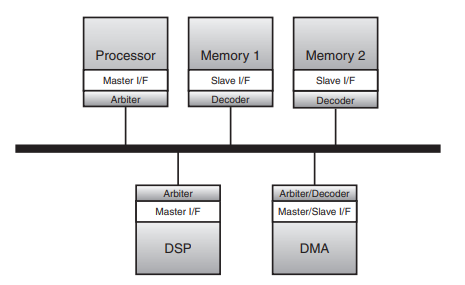 Processor
Master I/F
Arbiter
Memory 1
Slave I/F
Decoder
Memory 2
Slave I/F
Decoder
Arbiter
Master I/F
DSP
Arbiter/Decoder
Master/Slave I/F
DMA